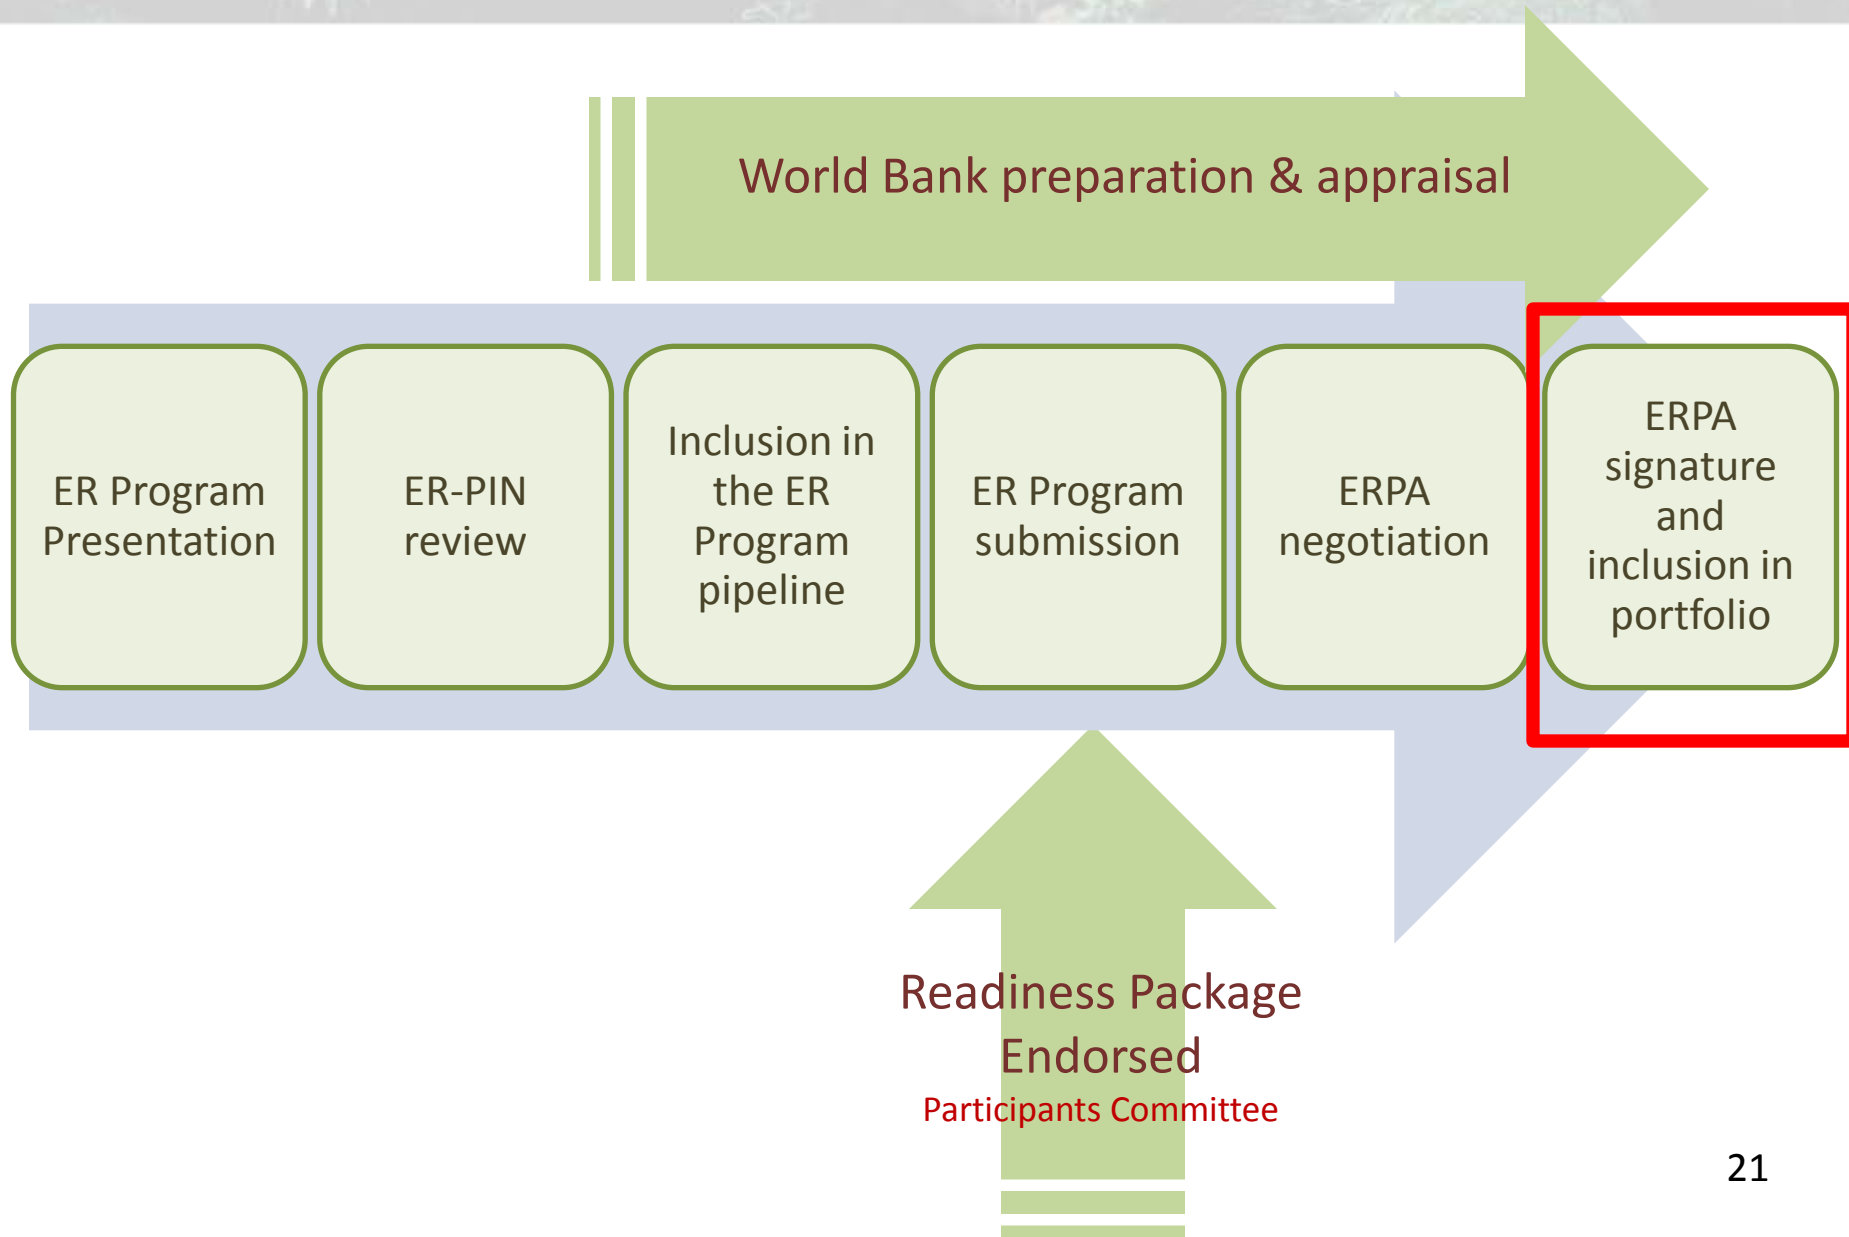 World Bank preparation & appraisal
ER Program
Presentation
ER-PIN
review
Inclusion in
the ER
Program
pipeline
ER Program
submission
ERPA
negotiation
ERPA
signature
and
inclusion in
portfolio
Readiness Package
Endorsed
Participants Committee
21